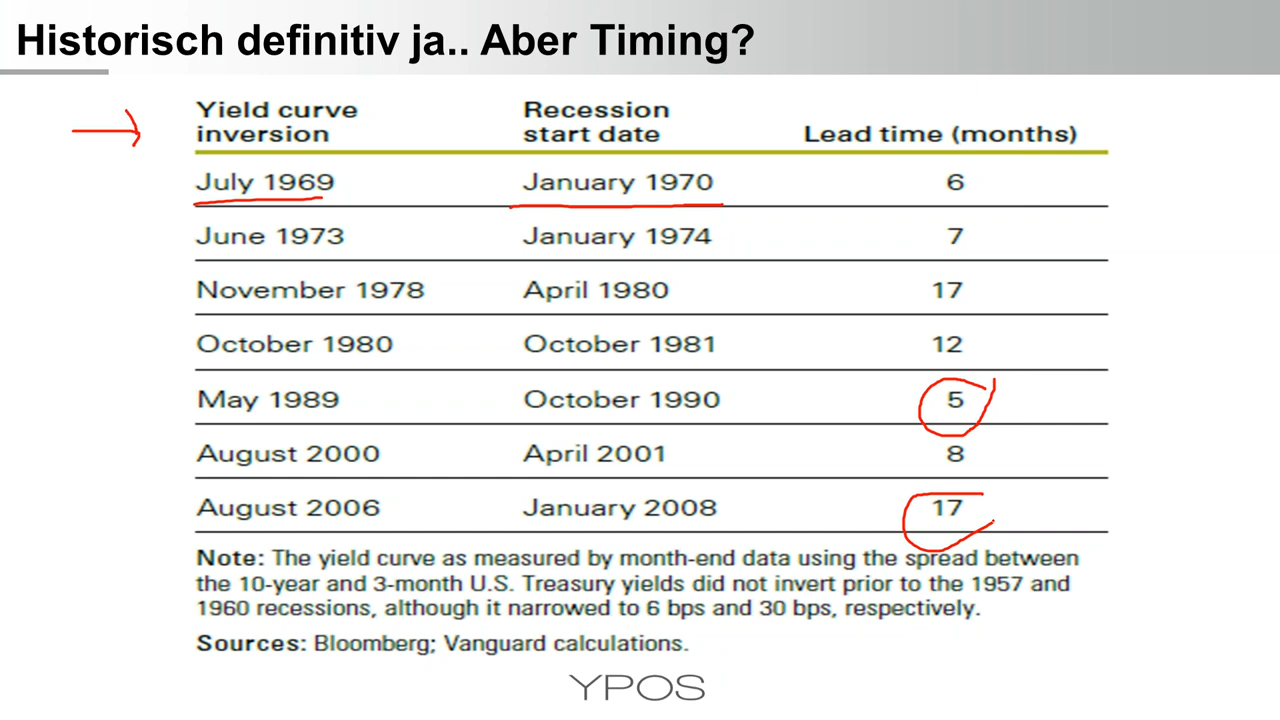 Historisch definitiv ja.. Aber Timing?
Yield curve inversion Recession start date Lead time (months)
July 1969 January 1970 6
June 1973 January 1974 7
November 1978 April 1980 17
October 1980 October 1981 12
May 1989 October 1990 5
August 2000 April 2001 8
August 2006 January 2008 17
Note: The yield curve as measured by month-end data using the spread between
the 10-year and 3-month U.S. Treasury yields did not invert prior to the 1957 and
1960 recessions, although it narrowed to 6 bps and 30 bps, respectively.
Sources: Bloomberg; Vanguard calculations.
YPOS